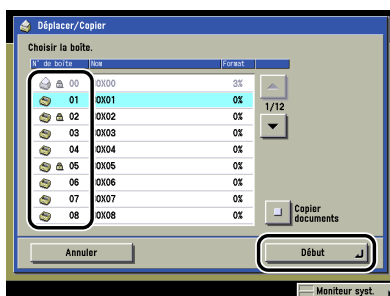 Déplacer/Copier
Choisir la boîte.
N° de boîte Nom Format
00 BOX00 3%
01 BOX01 0%
02 BOX02 0%
03 BOX03 0%
04 BOX04 0%
05 BOX05 0%
06 BOX06 0%
07 BOX07 0%
08 BOX08 0%
1/12
Copier
documents
Annuler
Début
Moniteur syst.